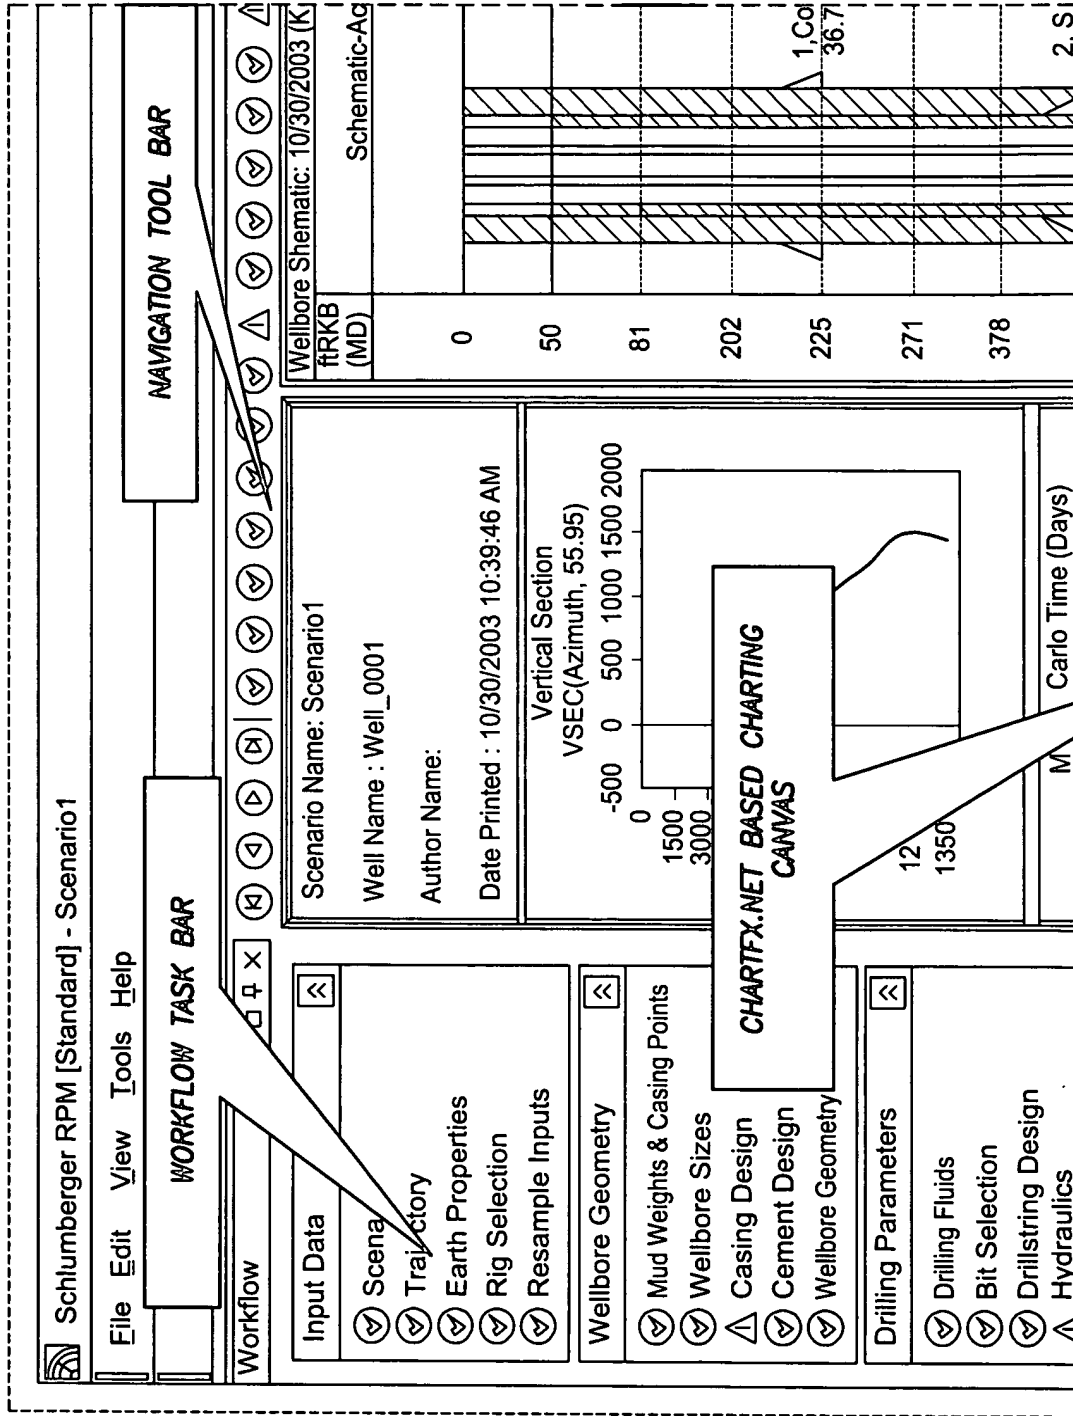 Schlumberger RPM [Standard] - Scenario1
File Edit View Tools Help
WORKFLOW TASK BAR
NAVIGATION TOOL BAR
Workflow
Input Data
Scena
Trajectory
Earth Properties
Rig Selection
Resample Inputs
Wellbore Geometry
Mud Weights & Casing Points
Wellbore Sizes
Casing Design
Cement Design
Wellbore Geometry
Drilling Parameters
Drilling Fluids
Bit Selection
Drillstring Design
Hydraulics
Scenario Name: Scenario1
Well Name : Well_0001
Author Name:
Date Printed : 10/30/2003 10:39:46 AM
Vertical Section
VSEC(Azimuth, 55.95)
-500 0 500 1000 1500 2000
0
1500
3000
12
1350
CHARTFX.NET BASED CHARTING
CANVAS
M Carlo Time (Days)
Wellbore Shematic: 10/30/2003 (K
ftRKB
(MD)
Schematic-Ac
0
50
81
202
225
271
378
1,Co
36.7
2, S